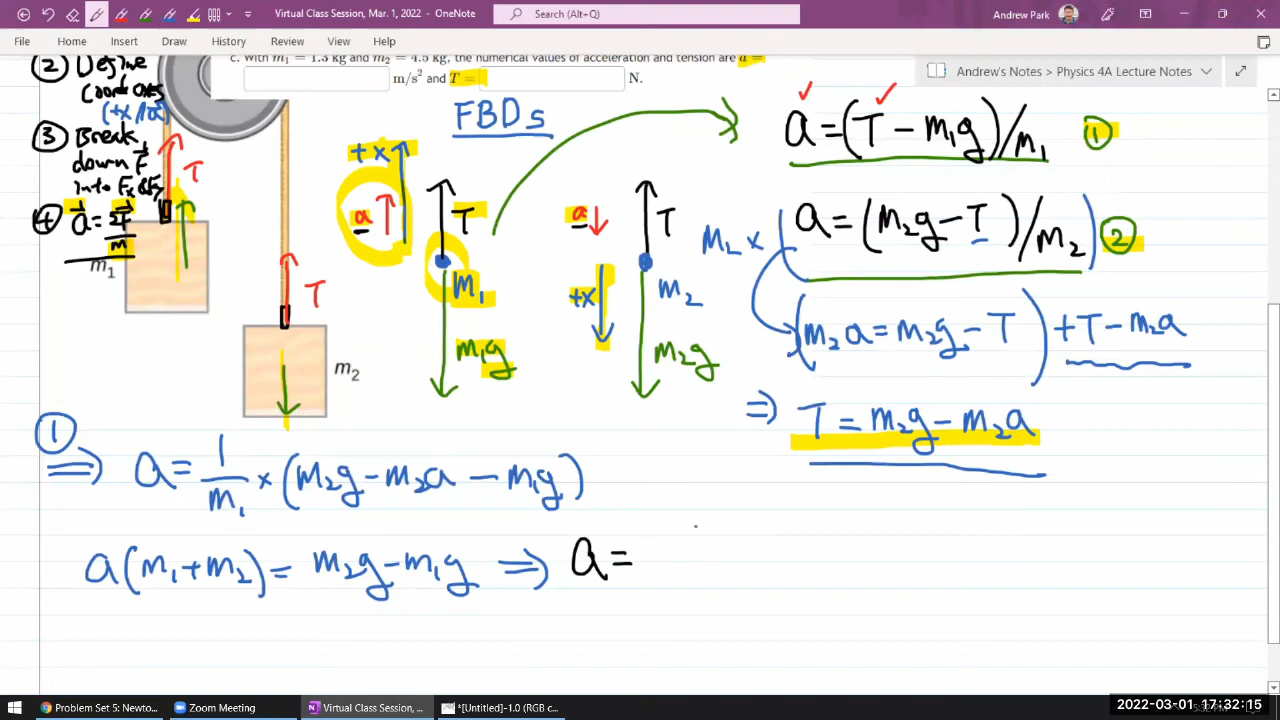 Virtual Class Session, Mar. 1, 2022 - OneNote
Search (Alt+Q)
Andrew Park
File Home Insert Draw History Review View Help
Andrew's Notes > Physics 4A Lecture Notes
c. With m₁ = 1.3 kg and m₂ = 4.5 kg, the numerical values of acceleration and tension are a =
m/s² and T = N.
② Define
Coord Axes
(+x //a)
③ Break
down F
into Fx & Fy
④ a = ΣF/m
T
m₁
T
m₂
FBDs
+x
a
T
M₁
m₁g
a
T
+x
m₂
m₂g
a = (T - m₁g)/m₁ ①
M₂ × (a = (m₂g - T)/m₂) ②
(m₂a = m₂g - T) + T - m₂a
⇒ T = m₂g - m₂a
① ⇒ a = 1/m₁ × (m₂g - m₂a - m₁g)
a(m₁ + m₂) = m₂g - m₁g ⇒ a =
Problem Set 5: Newto...
Zoom Meeting
Virtual Class Session...
*[Untitled]-1.0 (RGB c...
2022-03-01 17:32:15